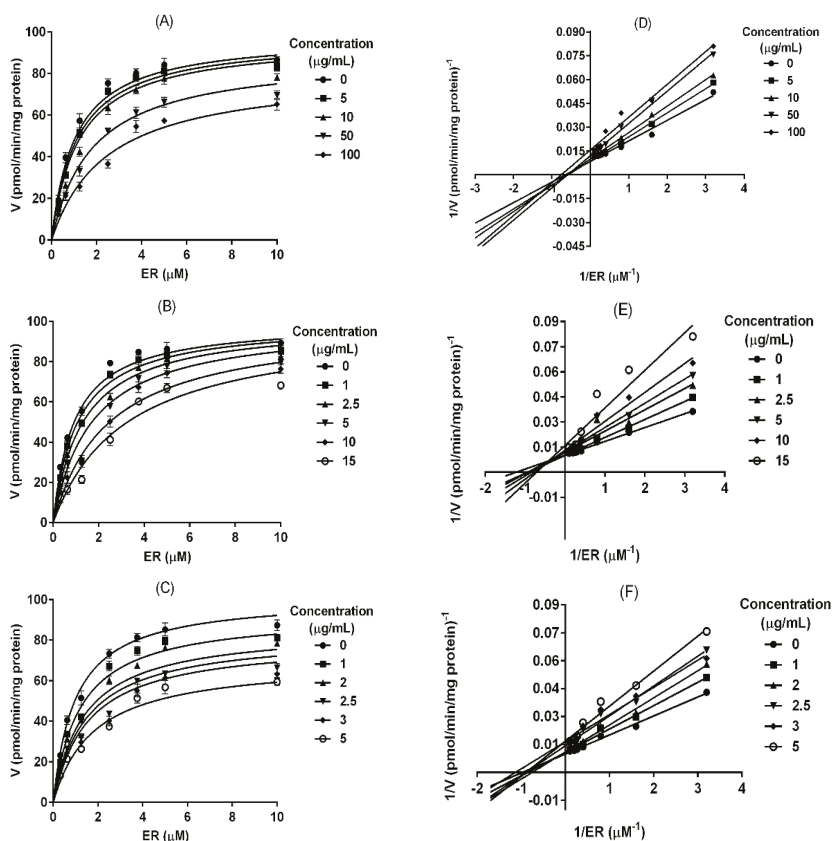 (A)
V (pmol/min/mg protein)
100
80
60
40
20
0
0 2 4 6 8 10
ER (μM)
Concentration
(μg/mL)
0
5
10
50
100
(D)
1/V (pmol/min/mg protein)⁻¹
0.090
0.075
0.060
0.045
0.030
0.015
-3 -2 -1 0 1 2 3 4
-0.015
-0.030
-0.045
1/ER (μM⁻¹)
Concentration
(μg/mL)
0
5
10
50
100
(B)
V (pmol/min/mg protein)
100
80
60
40
20
0
0 2 4 6 8 10
ER (μM)
Concentration
(μg/mL)
0
1
2.5
5
10
15
(E)
1/V (pmol/min/mg protein)⁻¹
0.09
0.07
0.06
0.04
0.03
0.01
-2 -1 0 1 2 3 4
-0.01
1/ER (μM⁻¹)
Concentration
(μg/mL)
0
1
2.5
5
10
15
(C)
V (pmol/min/mg protein)
100
80
60
40
20
0
0 2 4 6 8 10
ER (μM)
Concentration
(μg/mL)
0
1
2
2.5
3
5
(F)
1/V (pmol/min/mg protein)⁻¹
0.09
0.07
0.06
0.04
0.03
0.01
-2 -1 0 1 2 3 4
-0.01
1/ER (μM⁻¹)
Concentration
(μg/mL)
0
1
2
2.5
3
5